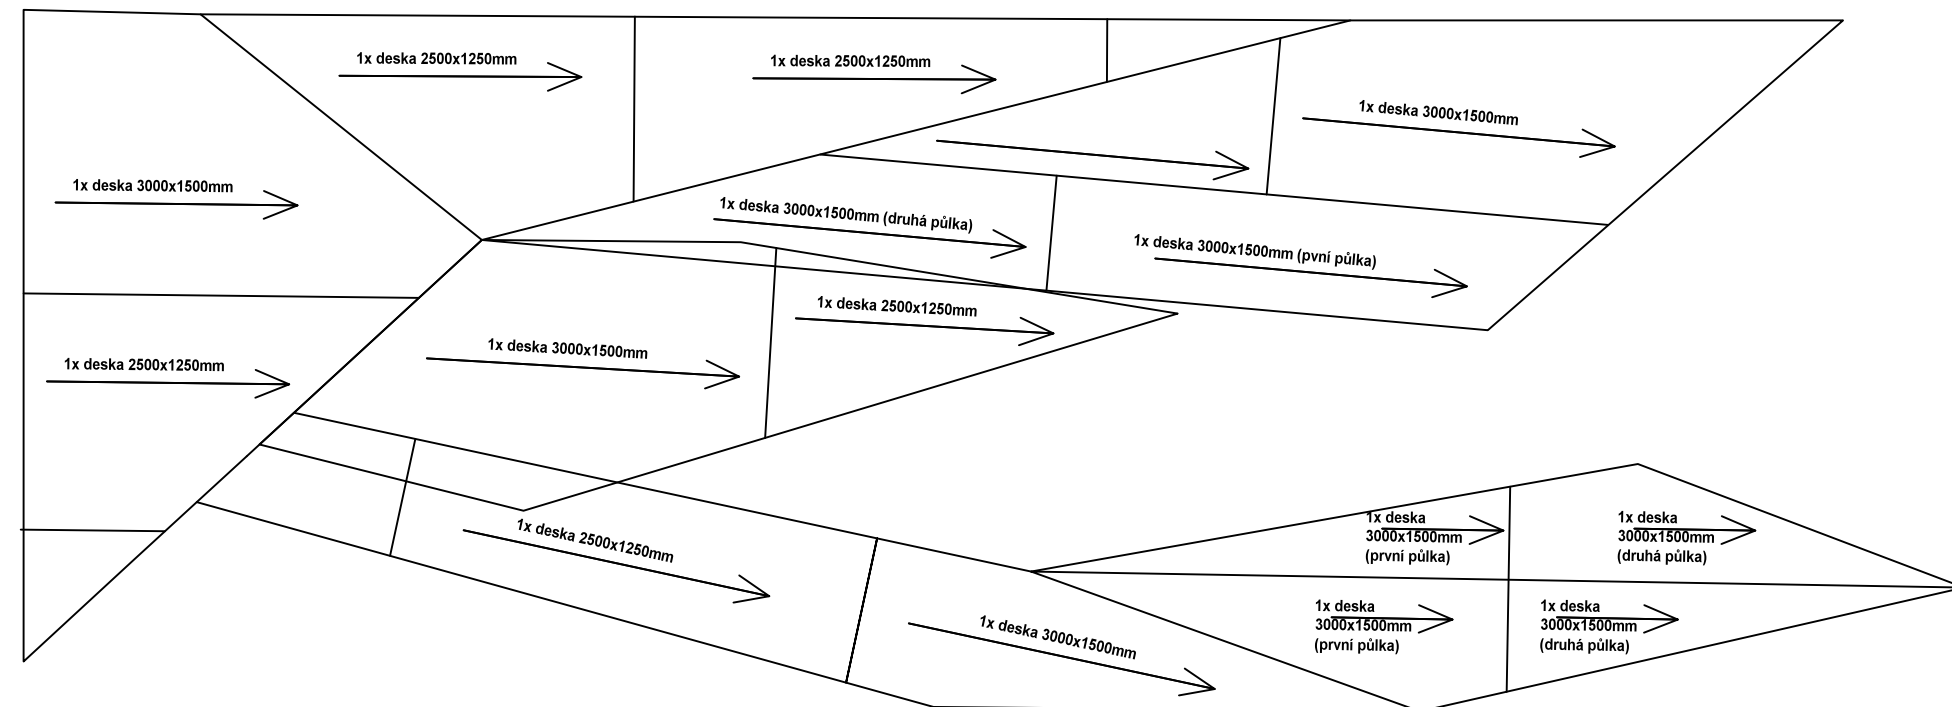 1x deska 2500x1250mm
1x deska 2500x1250mm
1x deska 3000x1500mm
1x deska 3000x1500mm
1x deska 3000x1500mm (druhá půlka)
1x deska 3000x1500mm (pvní půlka)
1x deska 2500x1250mm
1x deska 3000x1500mm
1x deska 2500x1250mm
1x deska 2500x1250mm
1x deska 3000x1500mm
1x deska
3000x1500mm
(první půlka)
1x deska
3000x1500mm
(druhá půlka)
1x deska
3000x1500mm
(první půlka)
1x deska
3000x1500mm
(druhá půlka)